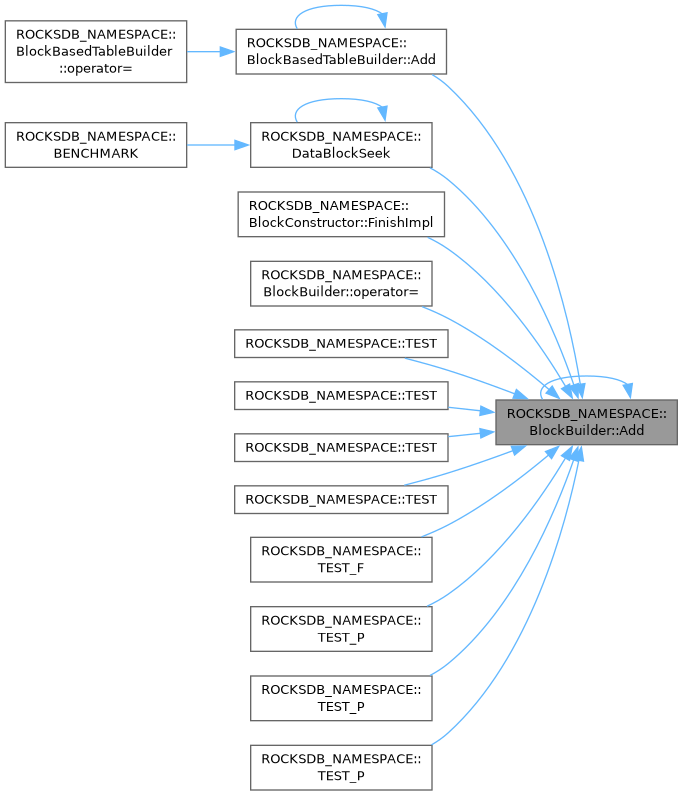 ROCKSDB_NAMESPACE::
BlockBasedTableBuilder
::operator=
ROCKSDB_NAMESPACE::
BlockBasedTableBuilder::Add
ROCKSDB_NAMESPACE::
BENCHMARK
ROCKSDB_NAMESPACE::
DataBlockSeek
ROCKSDB_NAMESPACE::
BlockConstructor::FinishImpl
ROCKSDB_NAMESPACE::
BlockBuilder::operator=
ROCKSDB_NAMESPACE::TEST
ROCKSDB_NAMESPACE::TEST
ROCKSDB_NAMESPACE::
BlockBuilder::Add
ROCKSDB_NAMESPACE::TEST
ROCKSDB_NAMESPACE::TEST
ROCKSDB_NAMESPACE::
TEST_F
ROCKSDB_NAMESPACE::
TEST_P
ROCKSDB_NAMESPACE::
TEST_P
ROCKSDB_NAMESPACE::
TEST_P